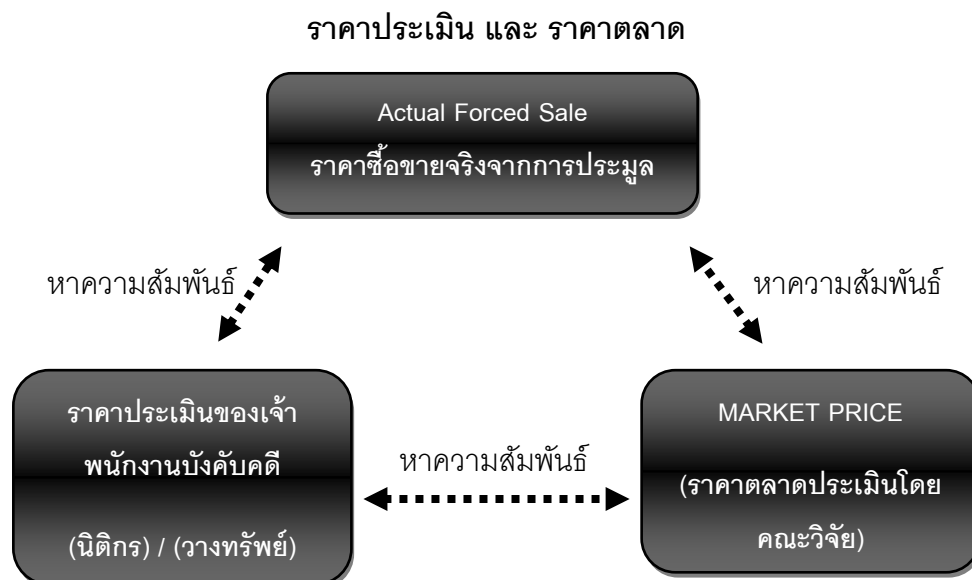 ราคาประเมิน และ ราคาตลาด
Actual Forced Sale
ราคาซื้อขายจริงจากการประมูล
หาความสัมพันธ์
หาความสัมพันธ์
ราคาประเมินของเจ้า
พนักงานบังคับคดี
(นิติกร) / (วางทรัพย์)
หาความสัมพันธ์
MARKET PRICE
(ราคาตลาดประเมินโดย
คณะวิจัย)